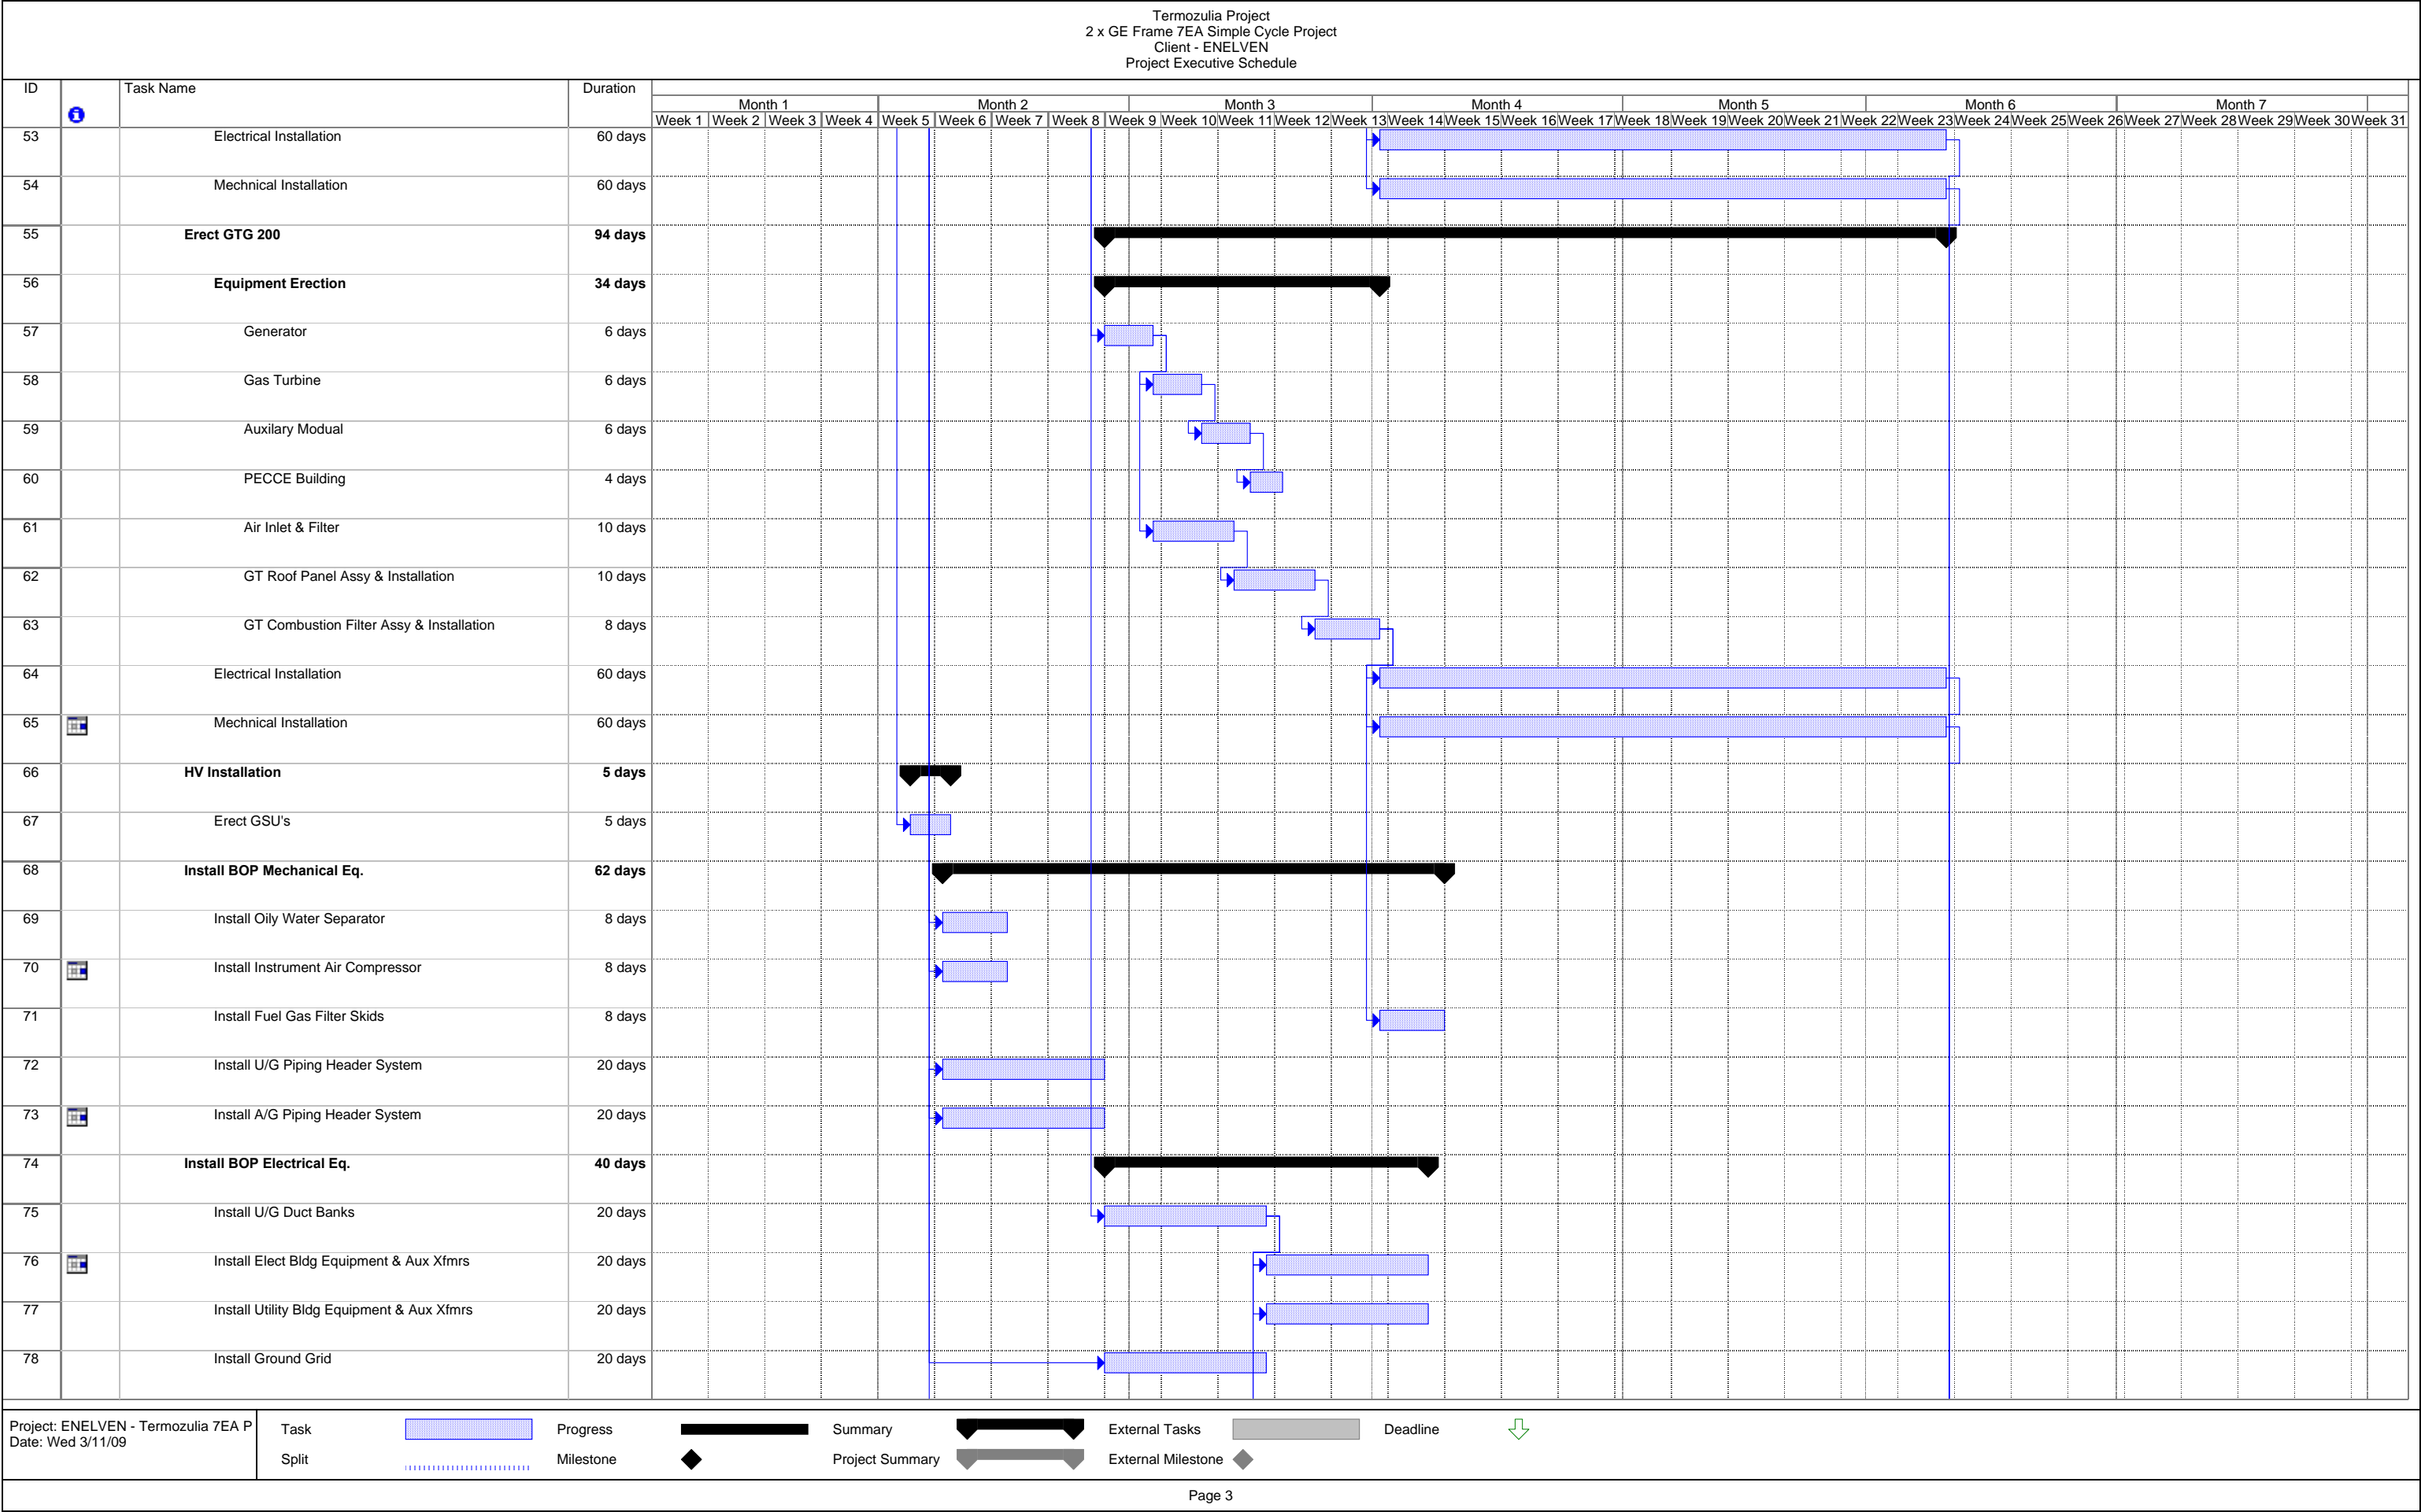 Termozulia Project
2 x GE Frame 7EA Simple Cycle Project
Client - ENELVEN
Project Executive Schedule
ID Task Name Duration
Month 1 Month 2 Month 3 Month 4 Month 5 Month 6 Month 7
Week 1 Week 2 Week 3 Week 4 Week 5 Week 6 Week 7 Week 8 Week 9 Week 10 Week 11 Week 12 Week 13 Week 14 Week 15 Week 16 Week 17 Week 18 Week 19 Week 20 Week 21 Week 22 Week 23 Week 24 Week 25 Week 26 Week 27 Week 28 Week 29 Week 30 Week 31
53 Electrical Installation 60 days
54 Mechnical Installation 60 days
55 Erect GTG 200 94 days
56 Equipment Erection 34 days
57 Generator 6 days
58 Gas Turbine 6 days
59 Auxilary Modual 6 days
60 PECCE Building 4 days
61 Air Inlet & Filter 10 days
62 GT Roof Panel Assy & Installation 10 days
63 GT Combustion Filter Assy & Installation 8 days
64 Electrical Installation 60 days
65 Mechnical Installation 60 days
66 HV Installation 5 days
67 Erect GSU's 5 days
68 Install BOP Mechanical Eq. 62 days
69 Install Oily Water Separator 8 days
70 Install Instrument Air Compressor 8 days
71 Install Fuel Gas Filter Skids 8 days
72 Install U/G Piping Header System 20 days
73 Install A/G Piping Header System 20 days
74 Install BOP Electrical Eq. 40 days
75 Install U/G Duct Banks 20 days
76 Install Elect Bldg Equipment & Aux Xfmrs 20 days
77 Install Utility Bldg Equipment & Aux Xfmrs 20 days
78 Install Ground Grid 20 days
Project: ENELVEN - Termozulia 7EA P
Date: Wed 3/11/09
Task Progress Summary External Tasks Deadline
Split Milestone Project Summary External Milestone
Page 3